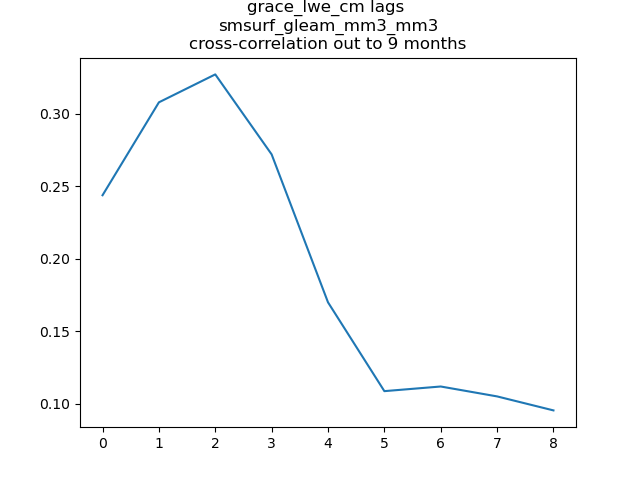 grace_lwe_cm lags
smsurf_gleam_mm3_mm3
cross-correlation out to 9 months
0.30
0.25
0.20
0.15
0.10
0 1 2 3 4 5 6 7 8